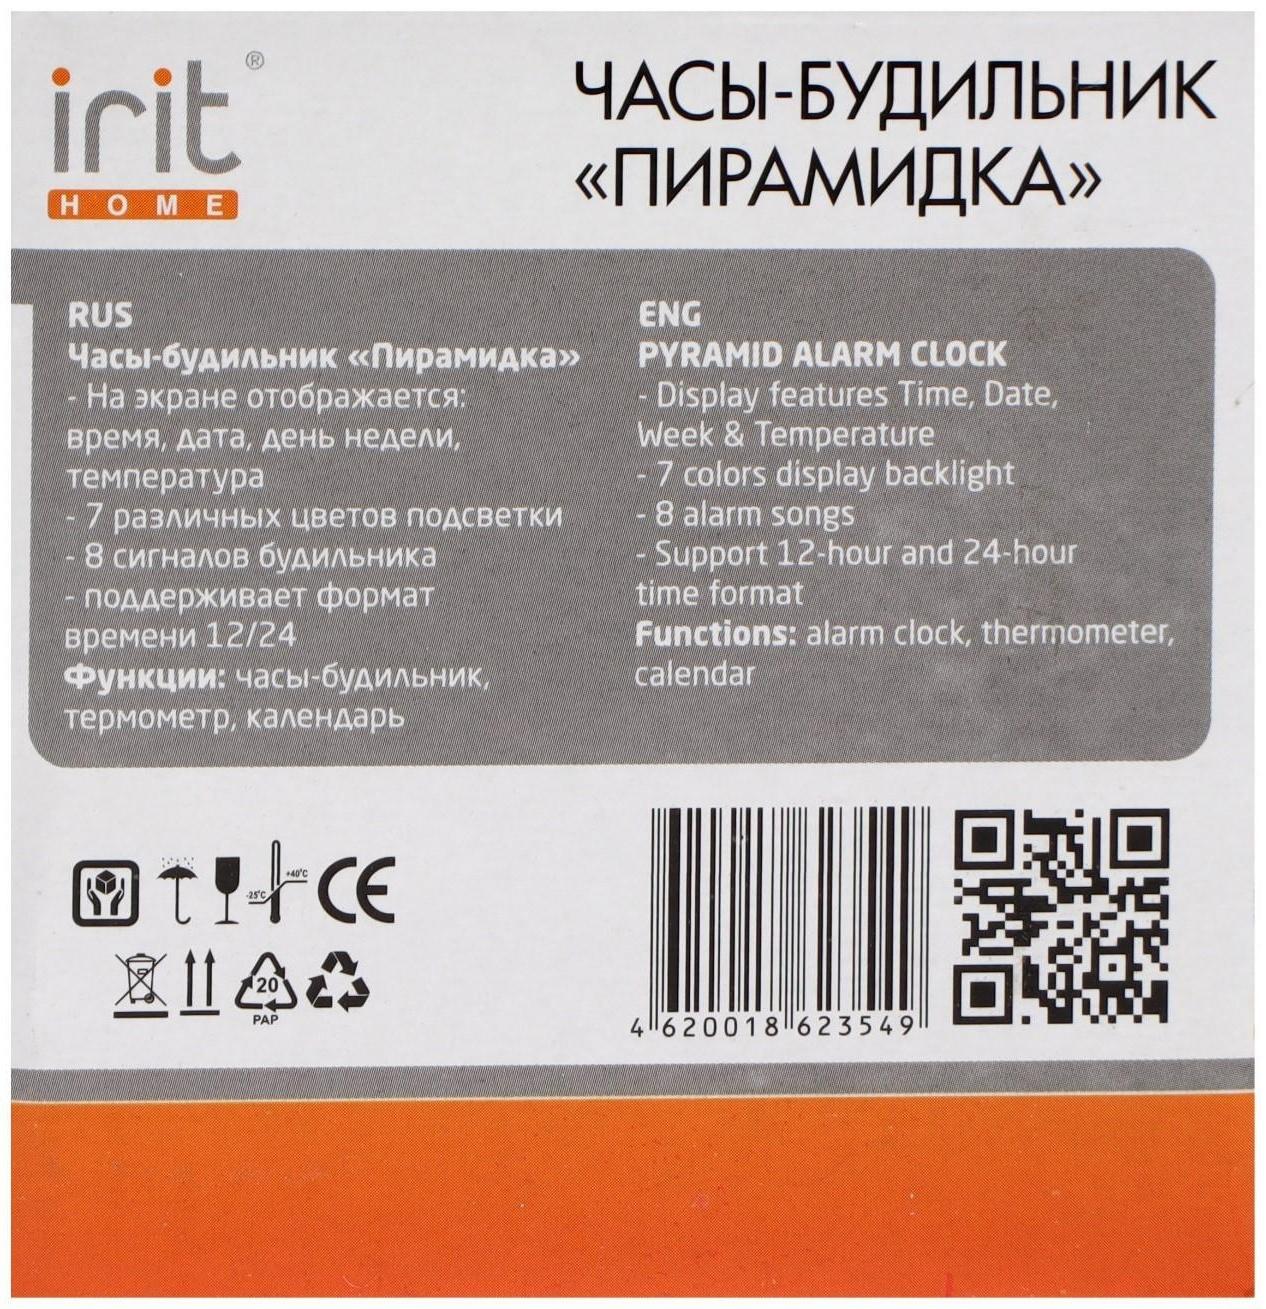 irit®
HOME
ЧАСЫ-БУДИЛЬНИК
«ПИРАМИДКА»
RUS
Часы-будильник «Пирамидка»
- На экране отображается:
время, дата, день недели,
температура
- 7 различных цветов подсветки
- 8 сигналов будильника
- поддерживает формат
времени 12/24
Функции: часы-будильник,
термометр, календарь
ENG
PYRAMID ALARM CLOCK
- Display features Time, Date,
Week & Temperature
- 7 colors display backlight
- 8 alarm songs
- Support 12-hour and 24-hour
time format
Functions: alarm clock, thermometer,
calendar
-25°C
+40°C
CE
20
PAP
4 620018 623549